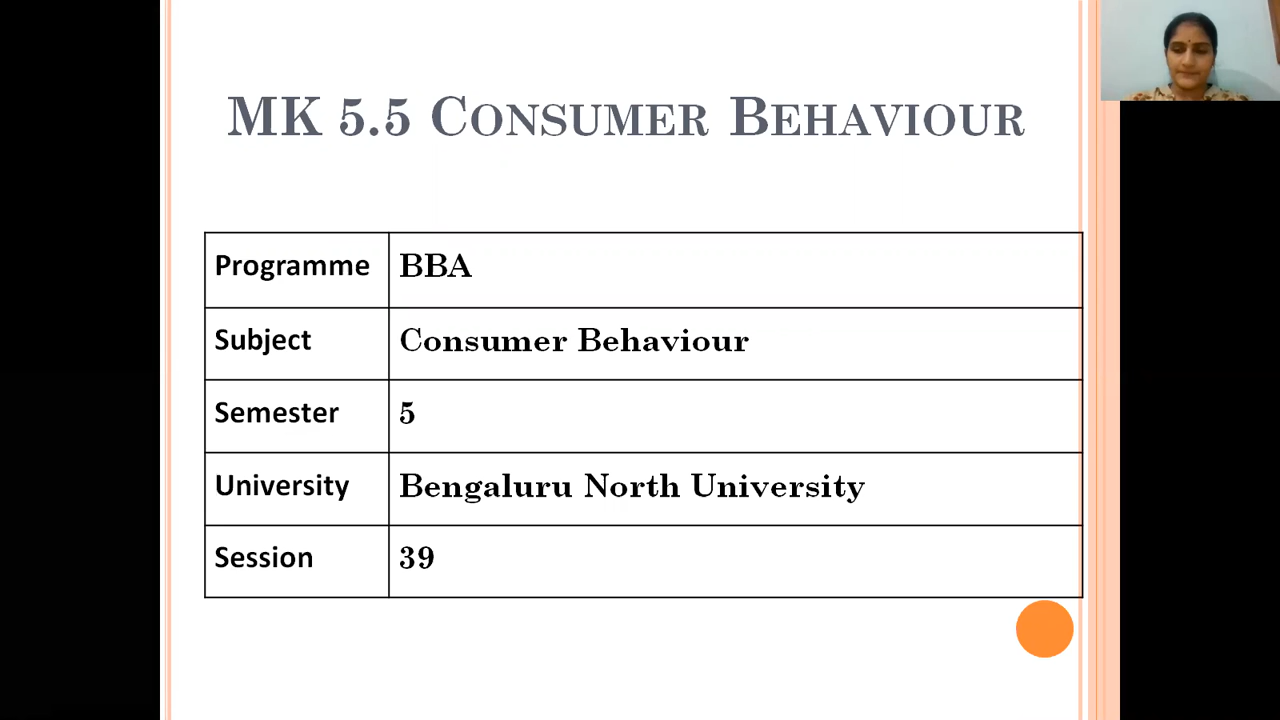 MK 5.5 CONSUMER BEHAVIOUR
Programme BBA
Subject Consumer Behaviour
Semester 5
University Bengaluru North University
Session 39